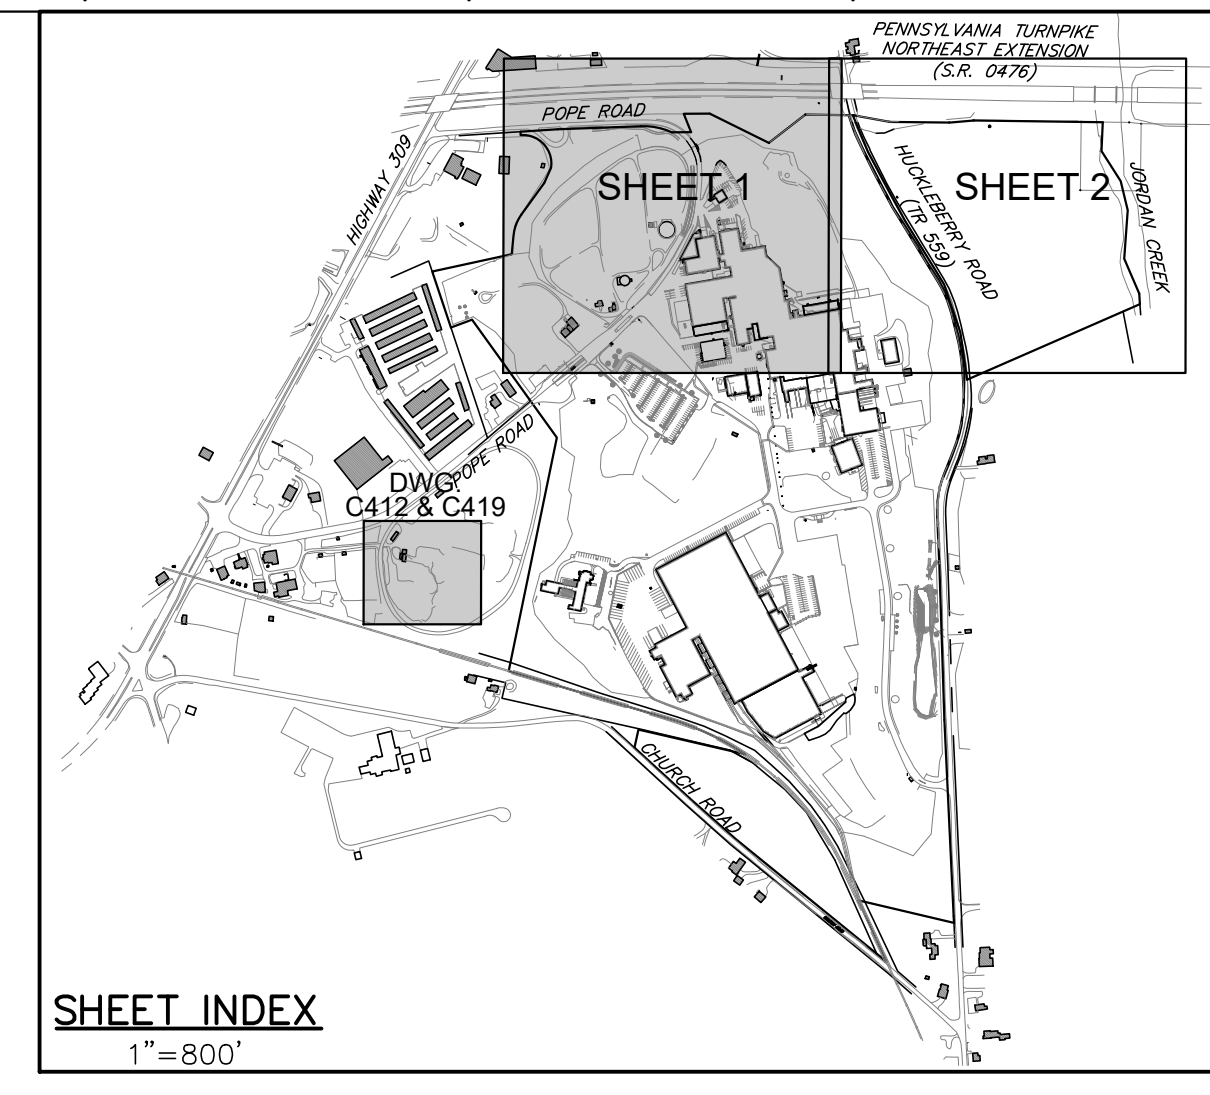 PENNSYLVANIA TURNPIKE
NORTHEAST EXTENSION
(S.R. 0476)
POPE ROAD
HIGHWAY 309
SHEET 1
HUCKLEBERRY ROAD
(TR 559)
SHEET 2
JORDAN CREEK
POPE ROAD
DWG.
C412 & C419
CHURCH ROAD
SHEET INDEX
1"=800'